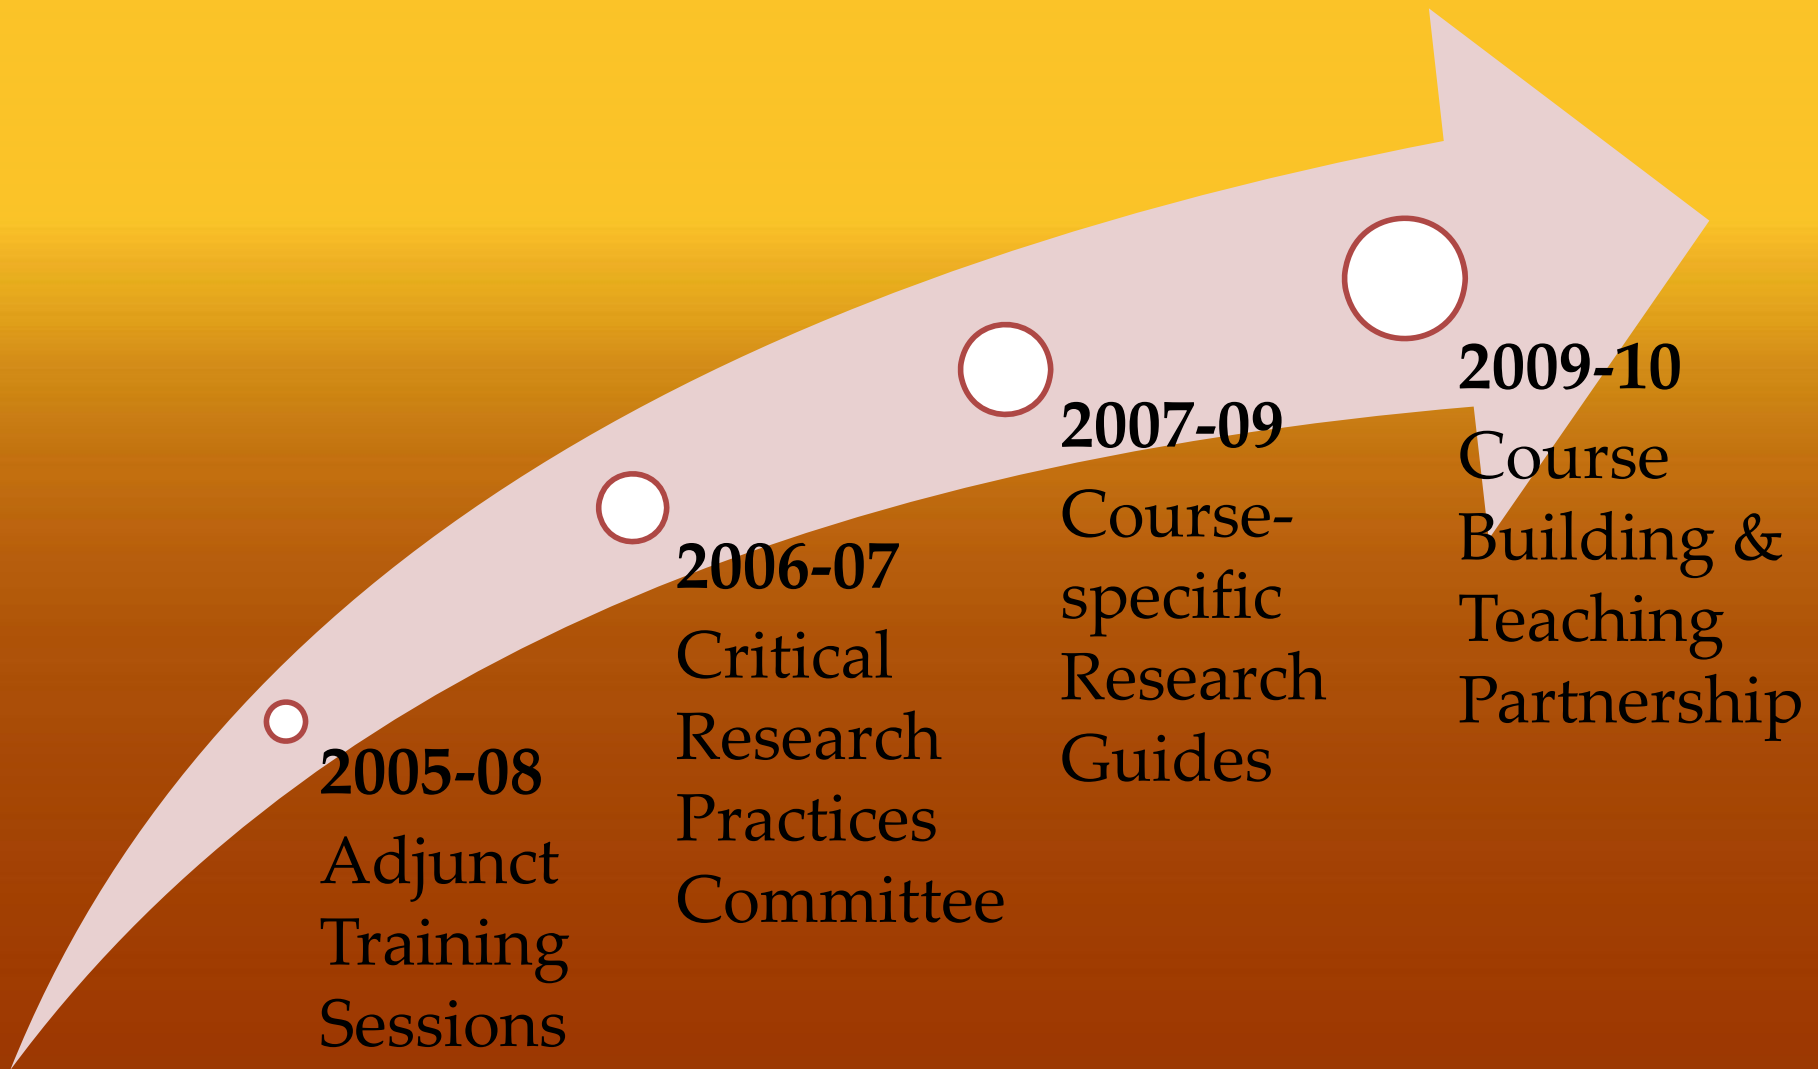 2005-08
Adjunct
Training
Sessions
2006-07
Critical
Research
Practices
Committee
2007-09
Course-
specific
Research
Guides
2009-10
Course
Building &
Teaching
Partnership